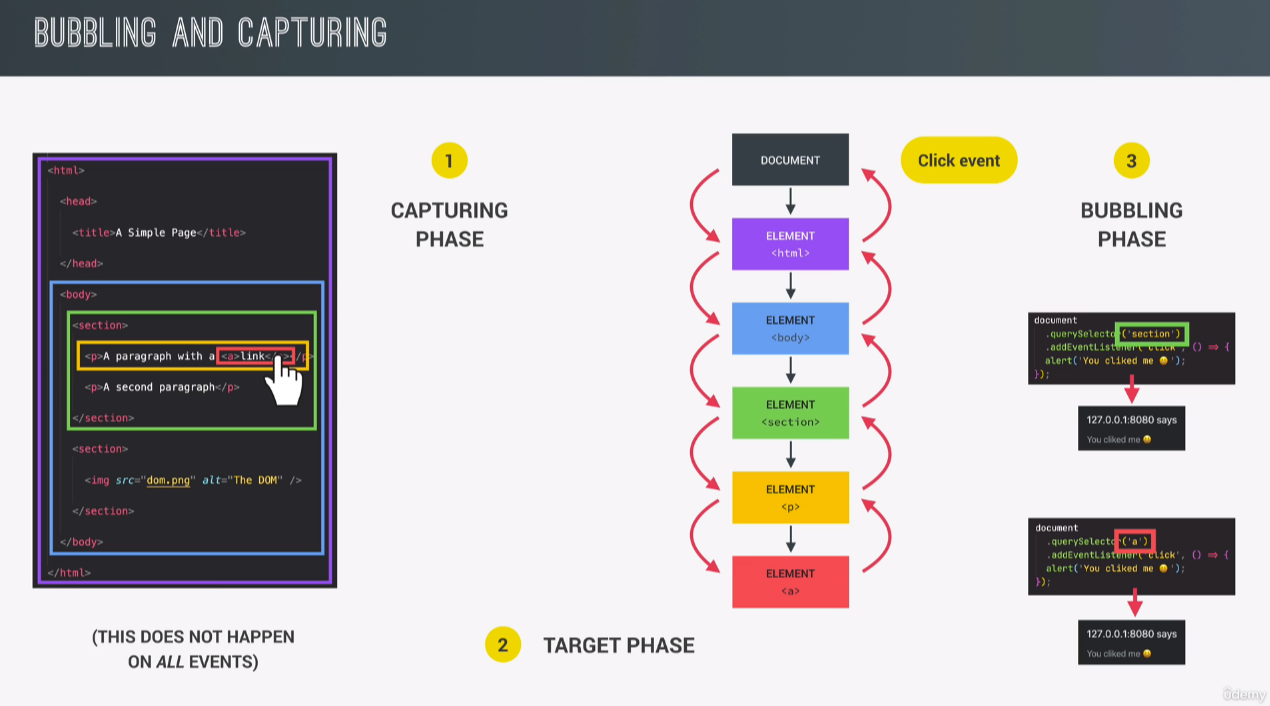 BUBBLING AND CAPTURING
<html>
<head>
<title>A Simple Page</title>
</head>
<body>
<section>
<p>A paragraph with a <a>link</a></p>
<p>A second paragraph</p>
</section>
<section>
<img src="dom.png" alt="The DOM" />
</section>
</body>
</html>
(THIS DOES NOT HAPPEN
ON ALL EVENTS)
1
CAPTURING
PHASE
2
TARGET PHASE
DOCUMENT
ELEMENT
<html>
ELEMENT
<body>
ELEMENT
<section>
ELEMENT
<p>
ELEMENT
<a>
Click event
3
BUBBLING
PHASE
document
.querySelector('section')
.addEventListener('click', () => {
alert('You cliked me 😀');
});
127.0.0.1:8080 says
You cliked me 😀
document
.querySelector('a')
.addEventListener('click', () => {
alert('You cliked me 😀');
});
127.0.0.1:8080 says
You cliked me 😀
ûdemy